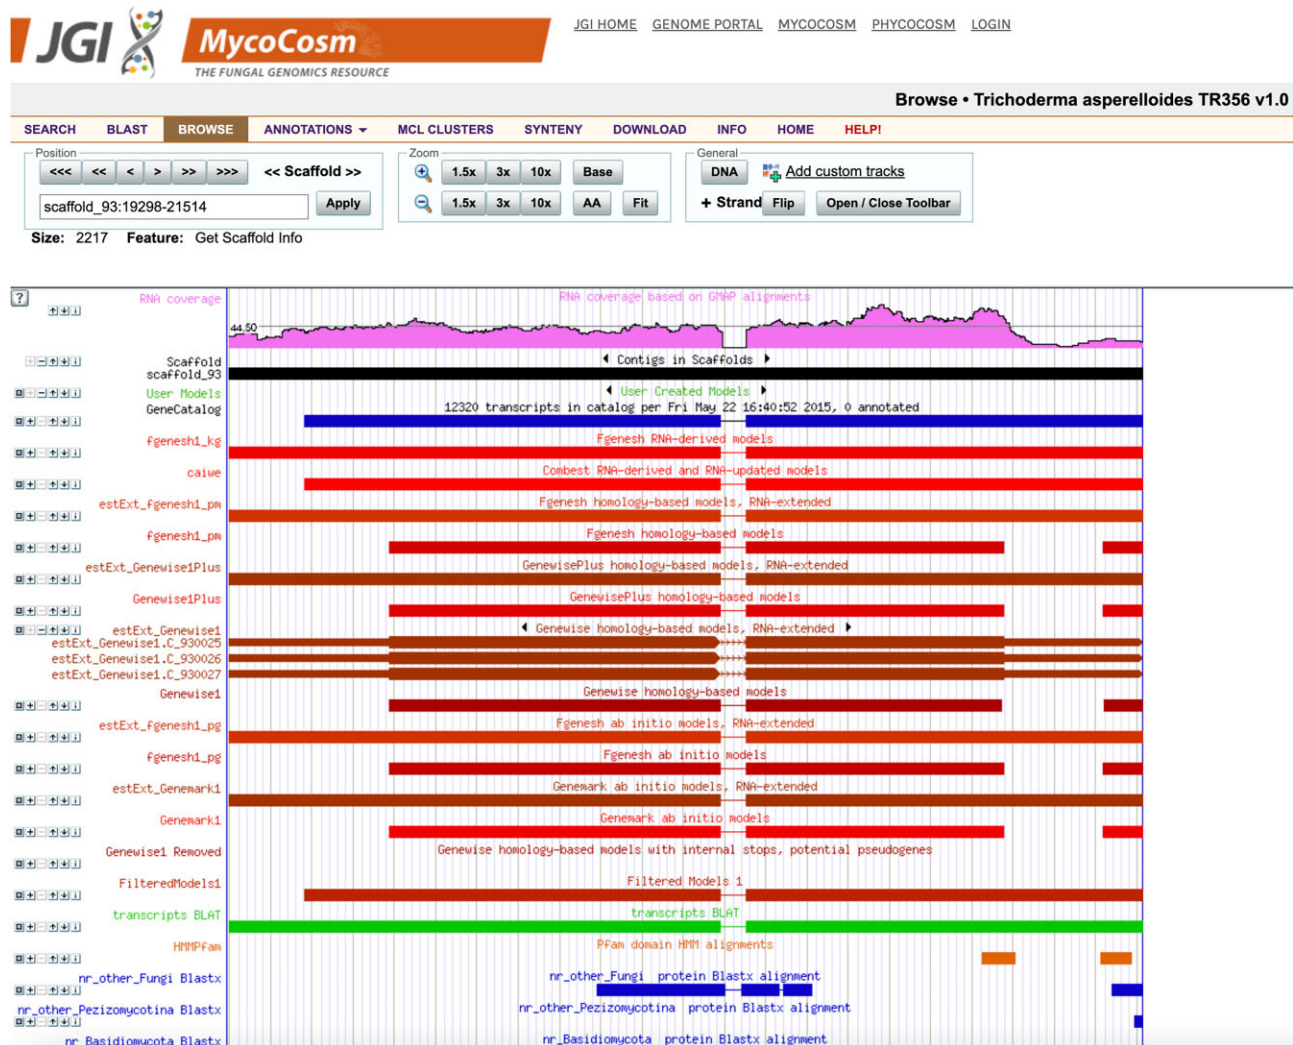 JGI HOME GENOME PORTAL MYCOCOSM PHYCOCOSM LOGIN
JGI MycoCosm
THE FUNGAL GENOMICS RESOURCE
Browse • Trichoderma asperelloides TR356 v1.0
SEARCH BLAST BROWSE ANNOTATIONS MCL CLUSTERS SYNTENY DOWNLOAD INFO HOME HELP!
Position Zoom General
<<< << < > >> >>> << Scaffold >> 1.5x 3x 10x Base DNA Add custom tracks
scaffold_93:19298-21514 Apply 1.5x 3x 10x AA Fit + Strand Flip Open / Close Toolbar
Size: 2217 Feature: Get Scaffold Info
? RNA coverage RNA coverage based on GMAP alignments
44.50
Scaffold Contigs in Scaffolds
scaffold_93
User Models User Created Models
GeneCatalog 12320 transcripts in catalog per Fri May 22 16:40:52 2015, 0 annotated
fgenesh1_kg Fgenesh RNA-derived models
caiwe Combest RNA-derived and RNA-updated models
estExt_fgenesh1_pm Fgenesh homology-based models, RNA-extended
fgenesh1_pm Fgenesh homology-based models
estExt_Genewise1Plus GenewisePlus homology-based models, RNA-extended
Genewise1Plus GenewisePlus homology-based models
estExt_Genewise1 Genewise homology-based models, RNA-extended
estExt_Genewise1.C_930025
estExt_Genewise1.C_930026
estExt_Genewise1.C_930027
Genewise1 Genewise homology-based models
estExt_fgenesh1_pg Fgenesh ab initio models, RNA-extended
fgenesh1_pg Fgenesh ab initio models
estExt_Genemark1 Genemark ab initio models, RNA-extended
Genemark1 Genemark ab initio models
Genewise1 Removed Genewise homology-based models with internal stops, potential pseudogenes
FilteredModels1 Filtered Models 1
transcripts BLAT transcripts BLAT
HMMPfam Pfam domain HMM alignments
nr_other_Fungi Blastx nr_other_Fungi protein Blastx alignment
nr_other_Pezizomycotina Blastx nr_other_Pezizomycotina protein Blastx alignment
nr_Basidiomycota Blastx nr_Basidiomycota protein Blastx alignment